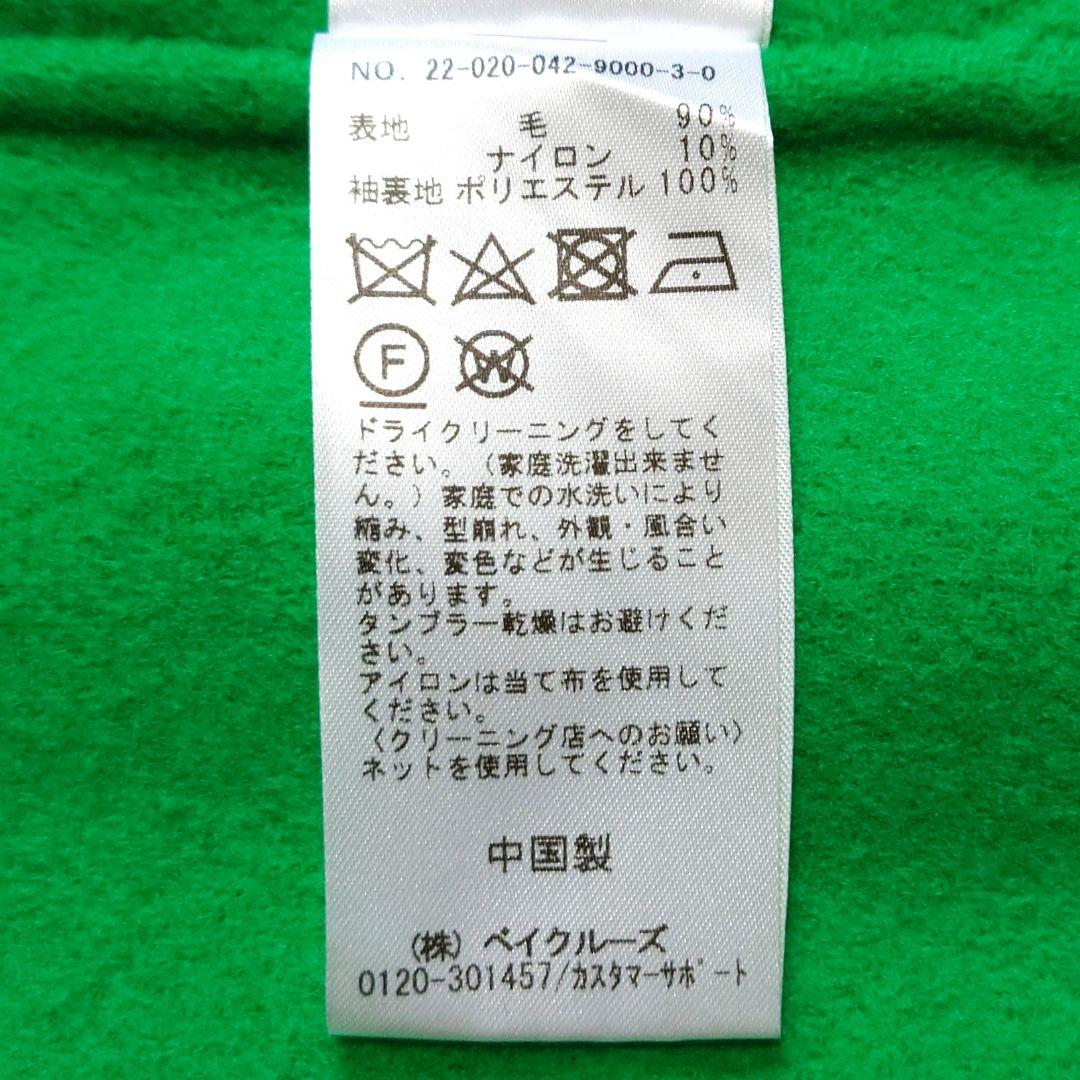 NO. 22-020-042-9000-3-0
表地 毛 90%
ナイロン 10%
袖裏地 ポリエステル 100%
F
W
ドライクリーニングをしてく
ださい。（家庭洗濯出来ませ
ん。）家庭での水洗いにより
縮み、型崩れ、外観・風合い
変化、変色などが生じること
があります。
タンブラー乾燥はお避けくだ
さい。
アイロンは当て布を使用して
ください。
〈クリーニング店へのお願い〉
ネットを使用してください。
中国製
(株) ベイクルーズ
0120-301457/ｶｽﾀﾏｰｻﾎﾟｰﾄ